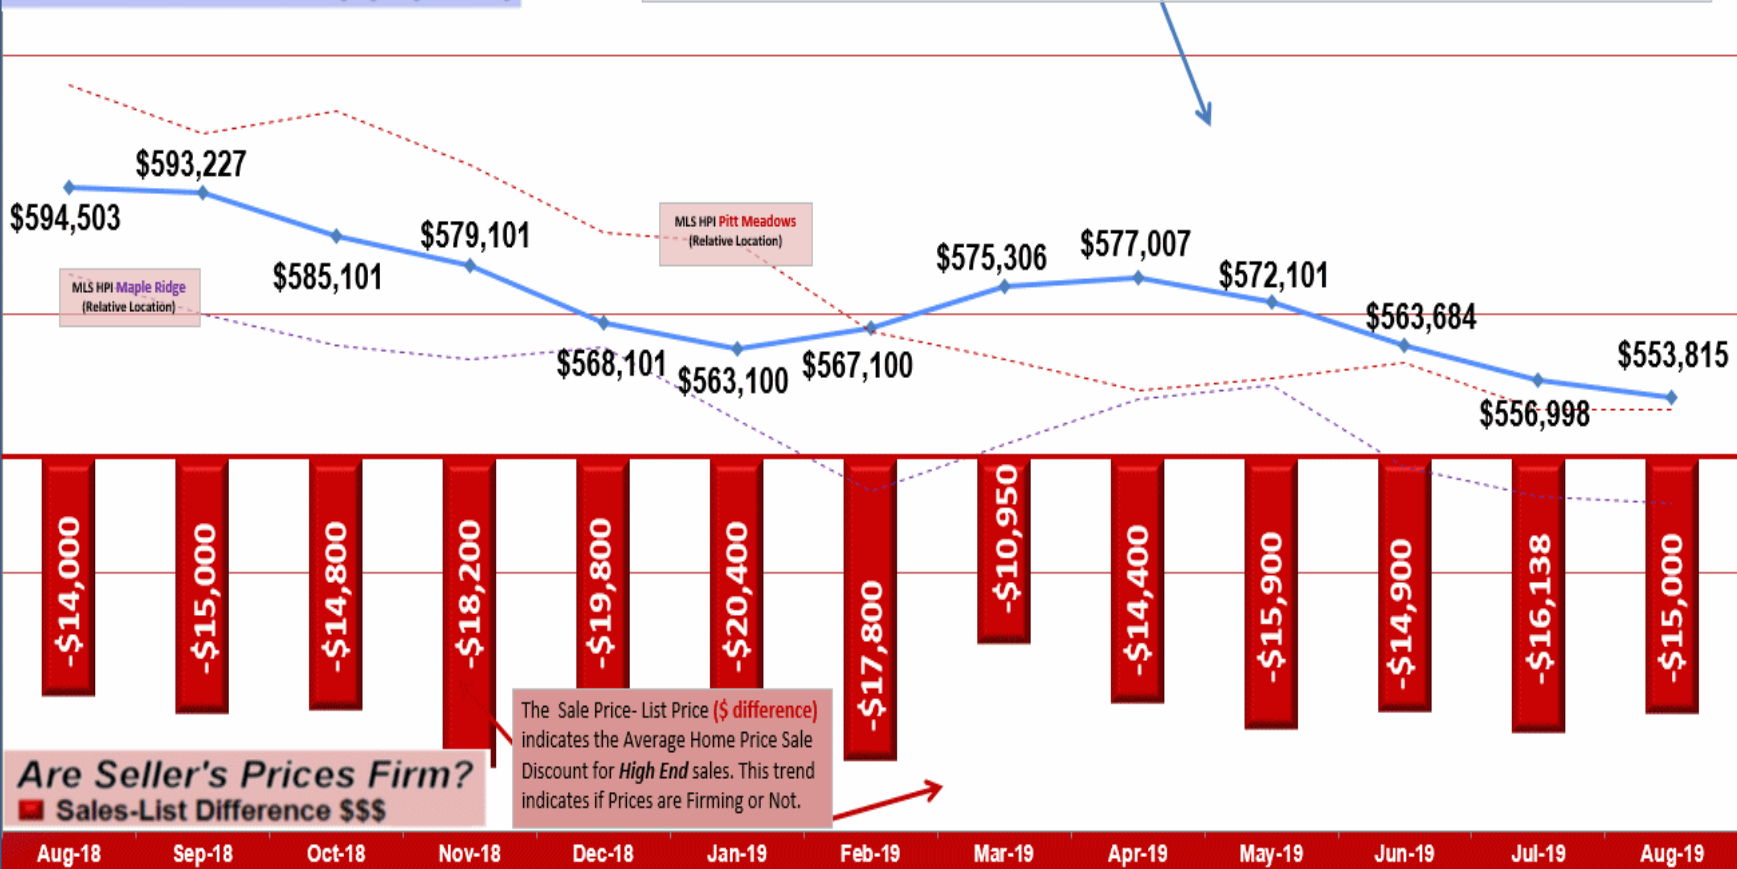 $593,227
$594,503
$579,101
$585,101
MLS HPI Maple Ridge
(Relative Location)
MLS HPI Pitt Meadows
(Relative Location)
$568,101
$563,100
$567,100
$575,306
$577,007
$572,101
$563,684
$556,998
$553,815
-$14,000
-$15,000
-$14,800
-$18,200
-$19,800
-$20,400
-$17,800
-$10,950
-$14,400
-$15,900
-$14,900
-$16,138
-$15,000
The Sale Price- List Price ($ difference)
indicates the Average Home Price Sale
Discount for High End sales. This trend
indicates if Prices are Firming or Not.
Are Seller's Prices Firm?
Sales-List Difference $$$
Aug-18 Sep-18 Oct-18 Nov-18 Dec-18 Jan-19 Feb-19 Mar-19 Apr-19 May-19 Jun-19 Jul-19 Aug-19